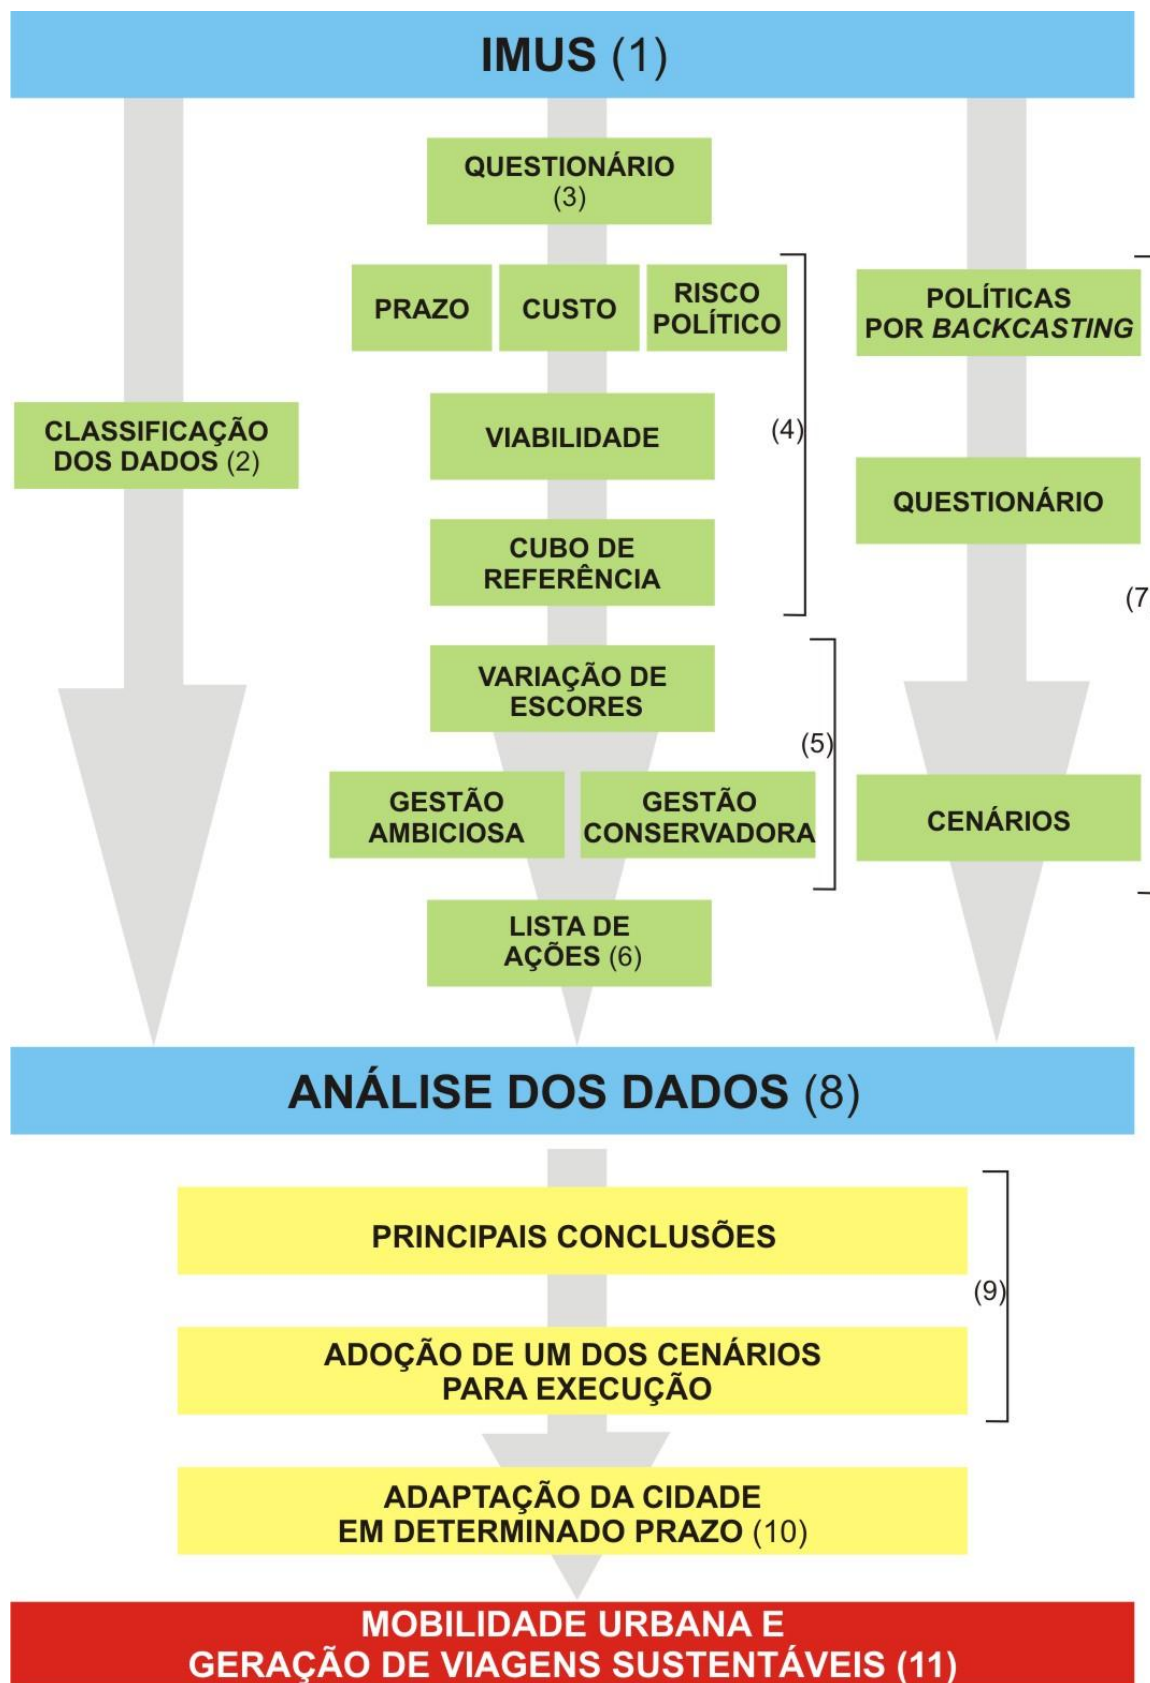 IMUS (1)
QUESTIONÁRIO
(3)
PRAZO
CUSTO
RISCO
POLÍTICO
POLÍTICAS
POR BACKCASTING
CLASSIFICAÇÃO
DOS DADOS (2)
VIABILIDADE
(4)
QUESTIONÁRIO
CUBO DE
REFERÊNCIA
(7
VARIAÇÃO DE
ESCORES
(5)
GESTÃO
AMBICIOSA
GESTÃO
CONSERVADORA
CENÁRIOS
LISTA DE
AÇÕES (6)
ANÁLISE DOS DADOS (8)
PRINCIPAIS CONCLUSÕES
(9)
ADOÇÃO DE UM DOS CENÁRIOS
PARA EXECUÇÃO
ADAPTAÇÃO DA CIDADE
EM DETERMINADO PRAZO (10)
MOBILIDADE URBANA E
GERAÇÃO DE VIAGENS SUSTENTÁVEIS (11)